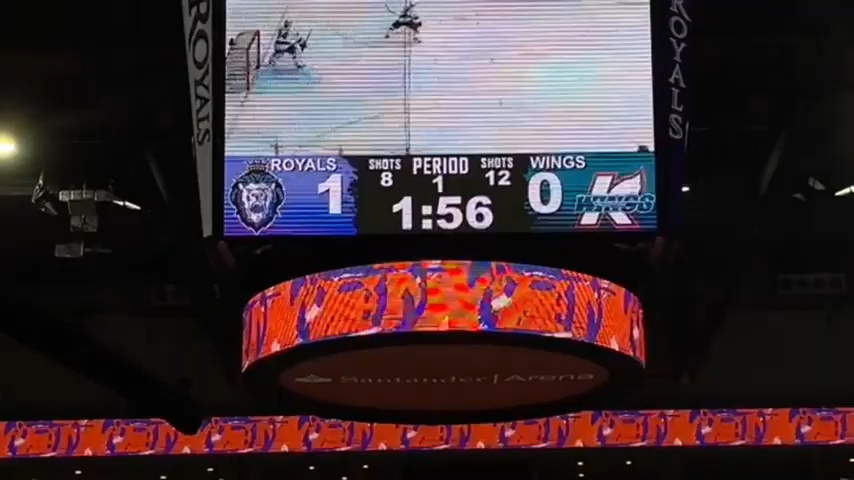 ROYALS
ROYALS
ROYALS 1
SHOTS 8
PERIOD 1
SHOTS 12
WINGS 0
1:56
K
WINGS
Santander | Arena